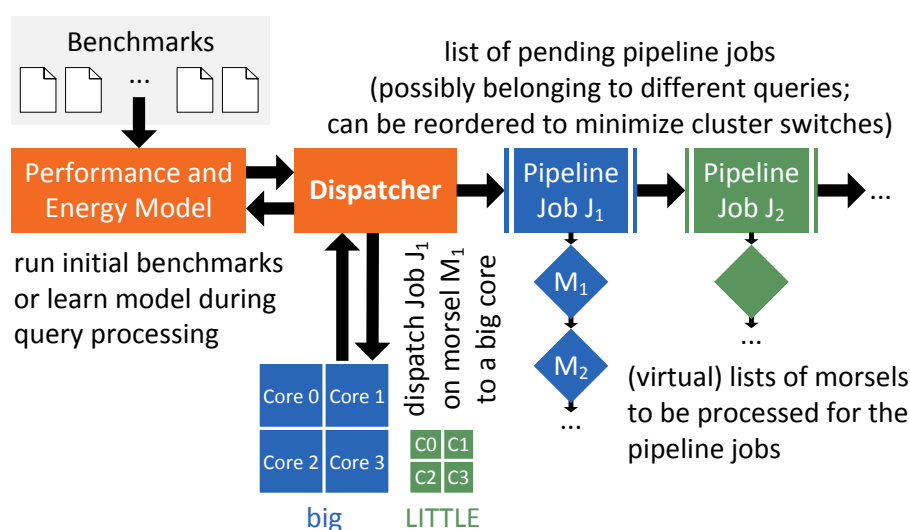 Benchmarks
...
list of pending pipeline jobs
(possibly belonging to different queries;
can be reordered to minimize cluster switches)
Performance and
Energy Model
Dispatcher
Pipeline
Job J₁
Pipeline
Job J₂
...
run initial benchmarks
or learn model during
query processing
dispatch Job J₁
on morsel M₁
to a big core
M₁
M₂
...
...
(virtual) lists of morsels
to be processed for the
pipeline jobs
Core 0 Core 1
Core 2 Core 3
big
C0 C1
C2 C3
LITTLE